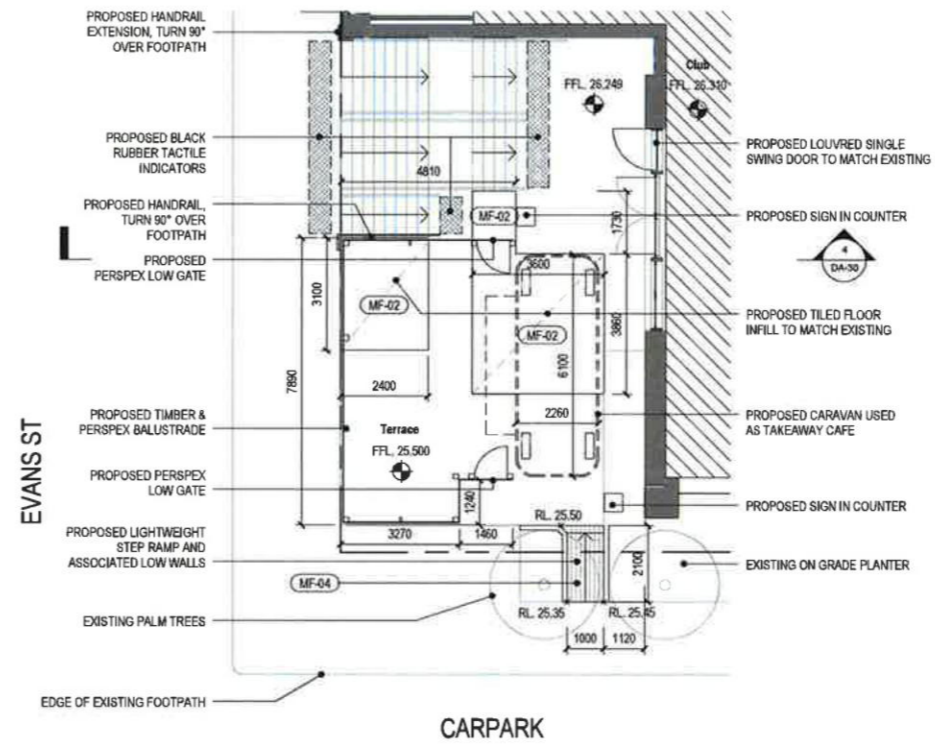 PROPOSED HANDRAIL
EXTENSION, TURN 90°
OVER FOOTPATH
PROPOSED BLACK
RUBBER TACTILE
INDICATORS
PROPOSED HANDRAIL,
TURN 90° OVER
FOOTPATH
PROPOSED
PERSPEX LOW GATE
PROPOSED TIMBER &
PERSPEX BALUSTRADE
PROPOSED PERSPEX
LOW GATE
PROPOSED LIGHTWEIGHT
STEP RAMP AND
ASSOCIATED LOW WALLS
EXISTING PALM TREES
EDGE OF EXISTING FOOTPATH
EVANS ST
CARPARK
FFL. 26.249
Club
FFL. 26.310
4810
MF-02
1730
3600
3100
MF-02
MF-02
3860
6100
7890
2400
2260
Terrace
FFL. 25.500
1240
3270
1460
RL. 25.50
2100
MF-04
RL. 25.35
RL. 25.45
1000
1120
PROPOSED LOUVRED SINGLE
SWING DOOR TO MATCH EXISTING
PROPOSED SIGN IN COUNTER
4
DA-30
PROPOSED TILED FLOOR
INFILL TO MATCH EXISTING
PROPOSED CARAVAN USED
AS TAKEAWAY CAFE
PROPOSED SIGN IN COUNTER
EXISTING ON GRADE PLANTER